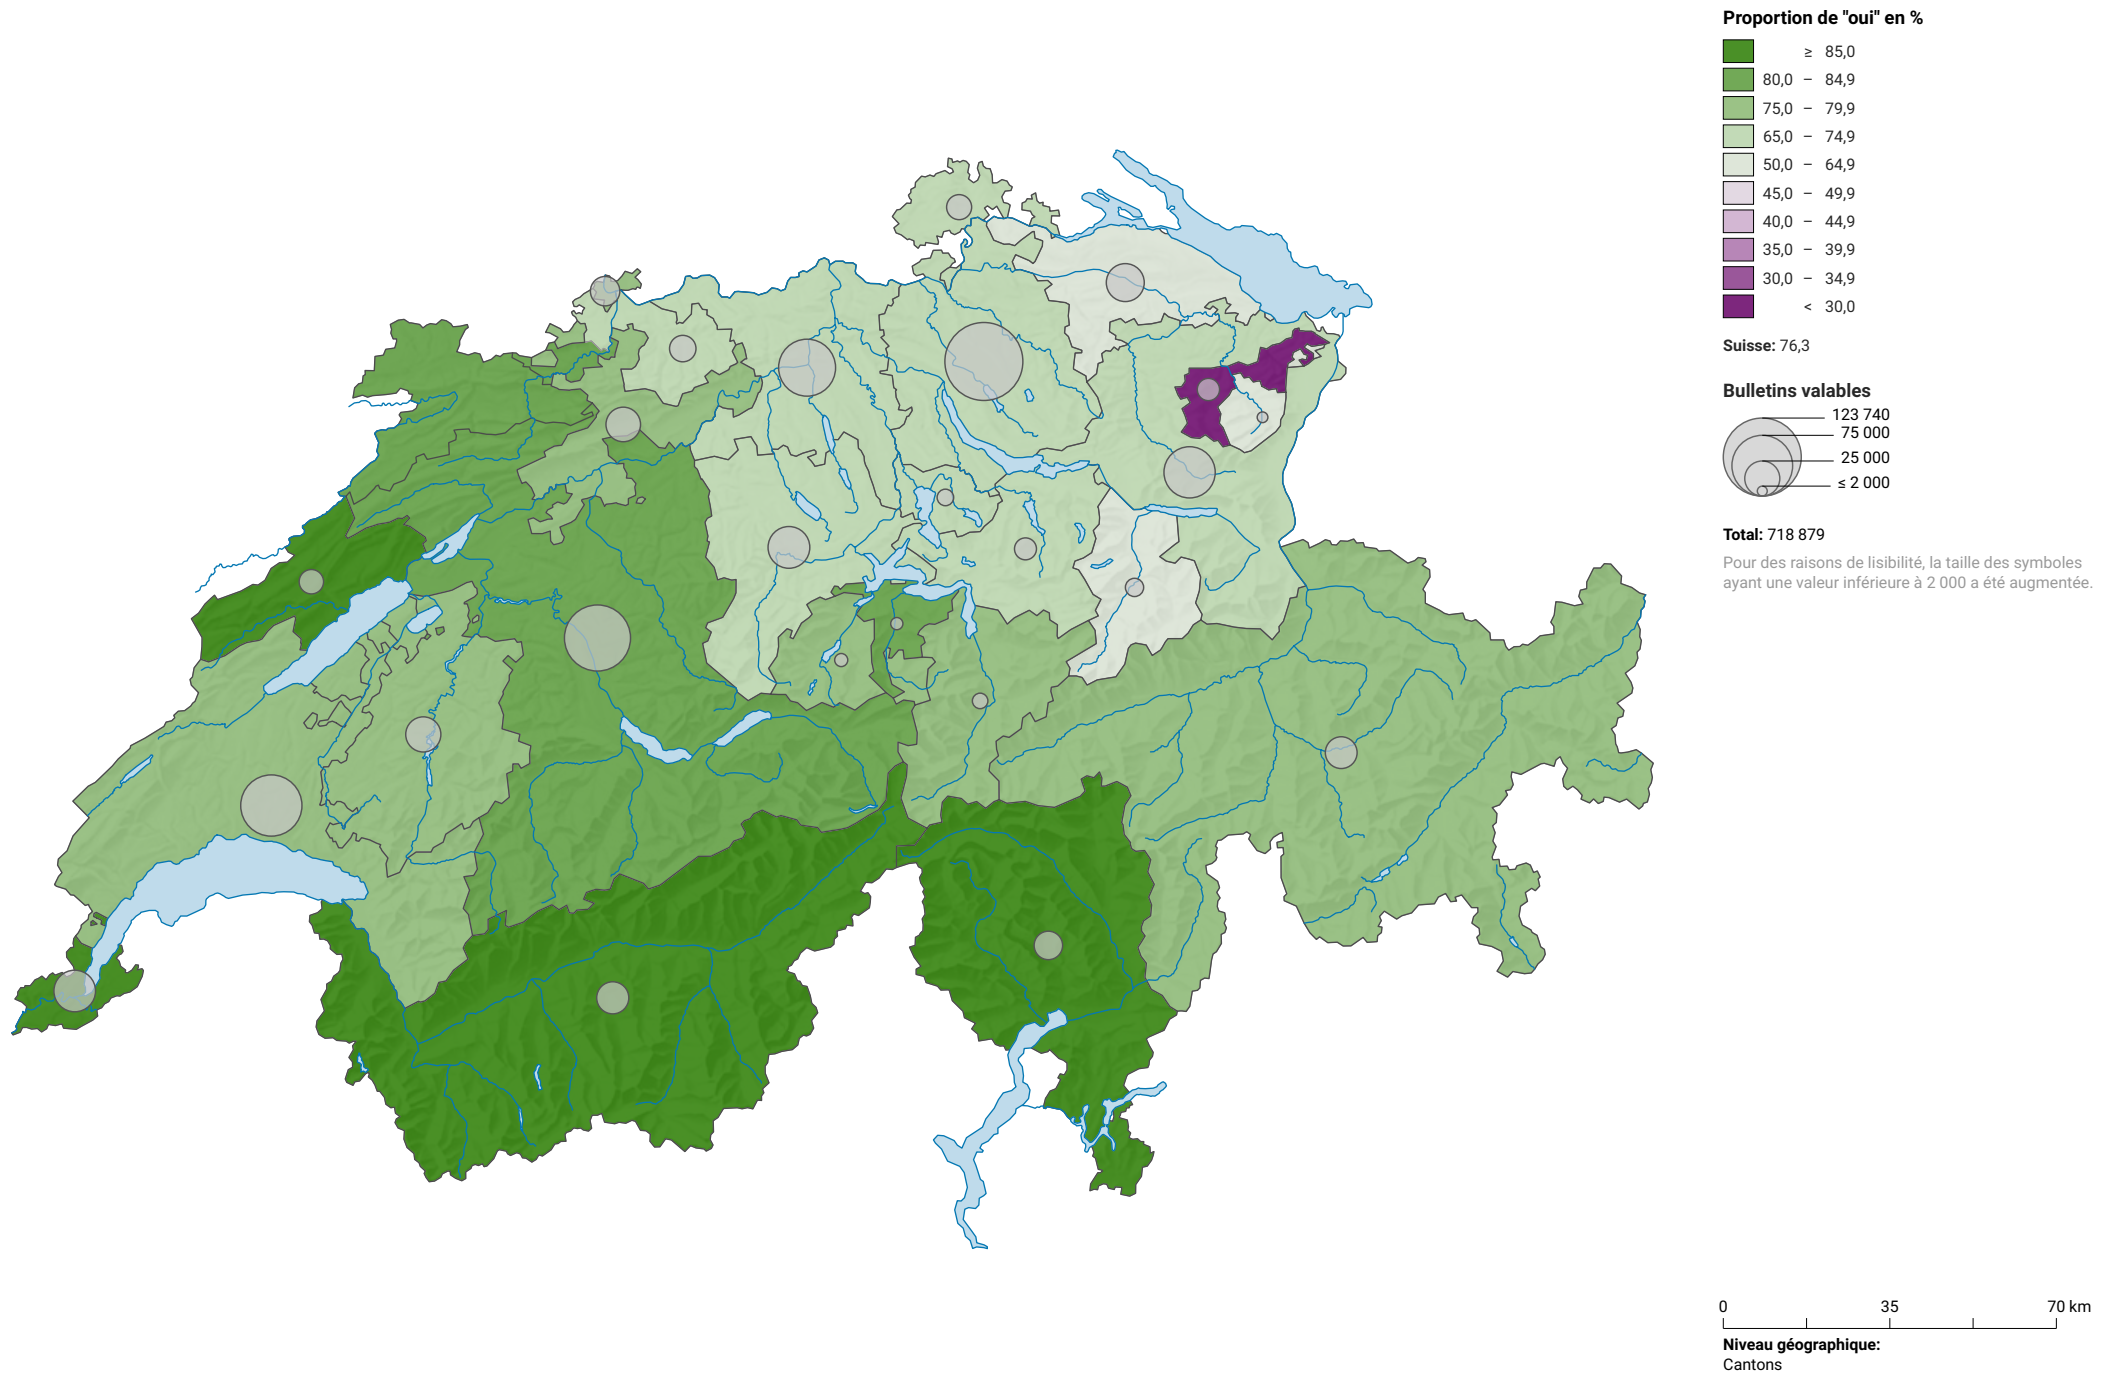 Proportion de "oui" en %
≥ 85,0
80,0 – 84,9
75,0 – 79,9
65,0 – 74,9
50,0 – 64,9
45,0 – 49,9
40,0 – 44,9
35,0 – 39,9
30,0 – 34,9
< 30,0
Suisse: 76,3
Bulletins valables
123 740
75 000
25 000
≤ 2 000
Total: 718 879
Pour des raisons de lisibilité, la taille des symboles
ayant une valeur inférieure à 2 000 a été augmentée.
0 35 70 km
Niveau géographique:
Cantons